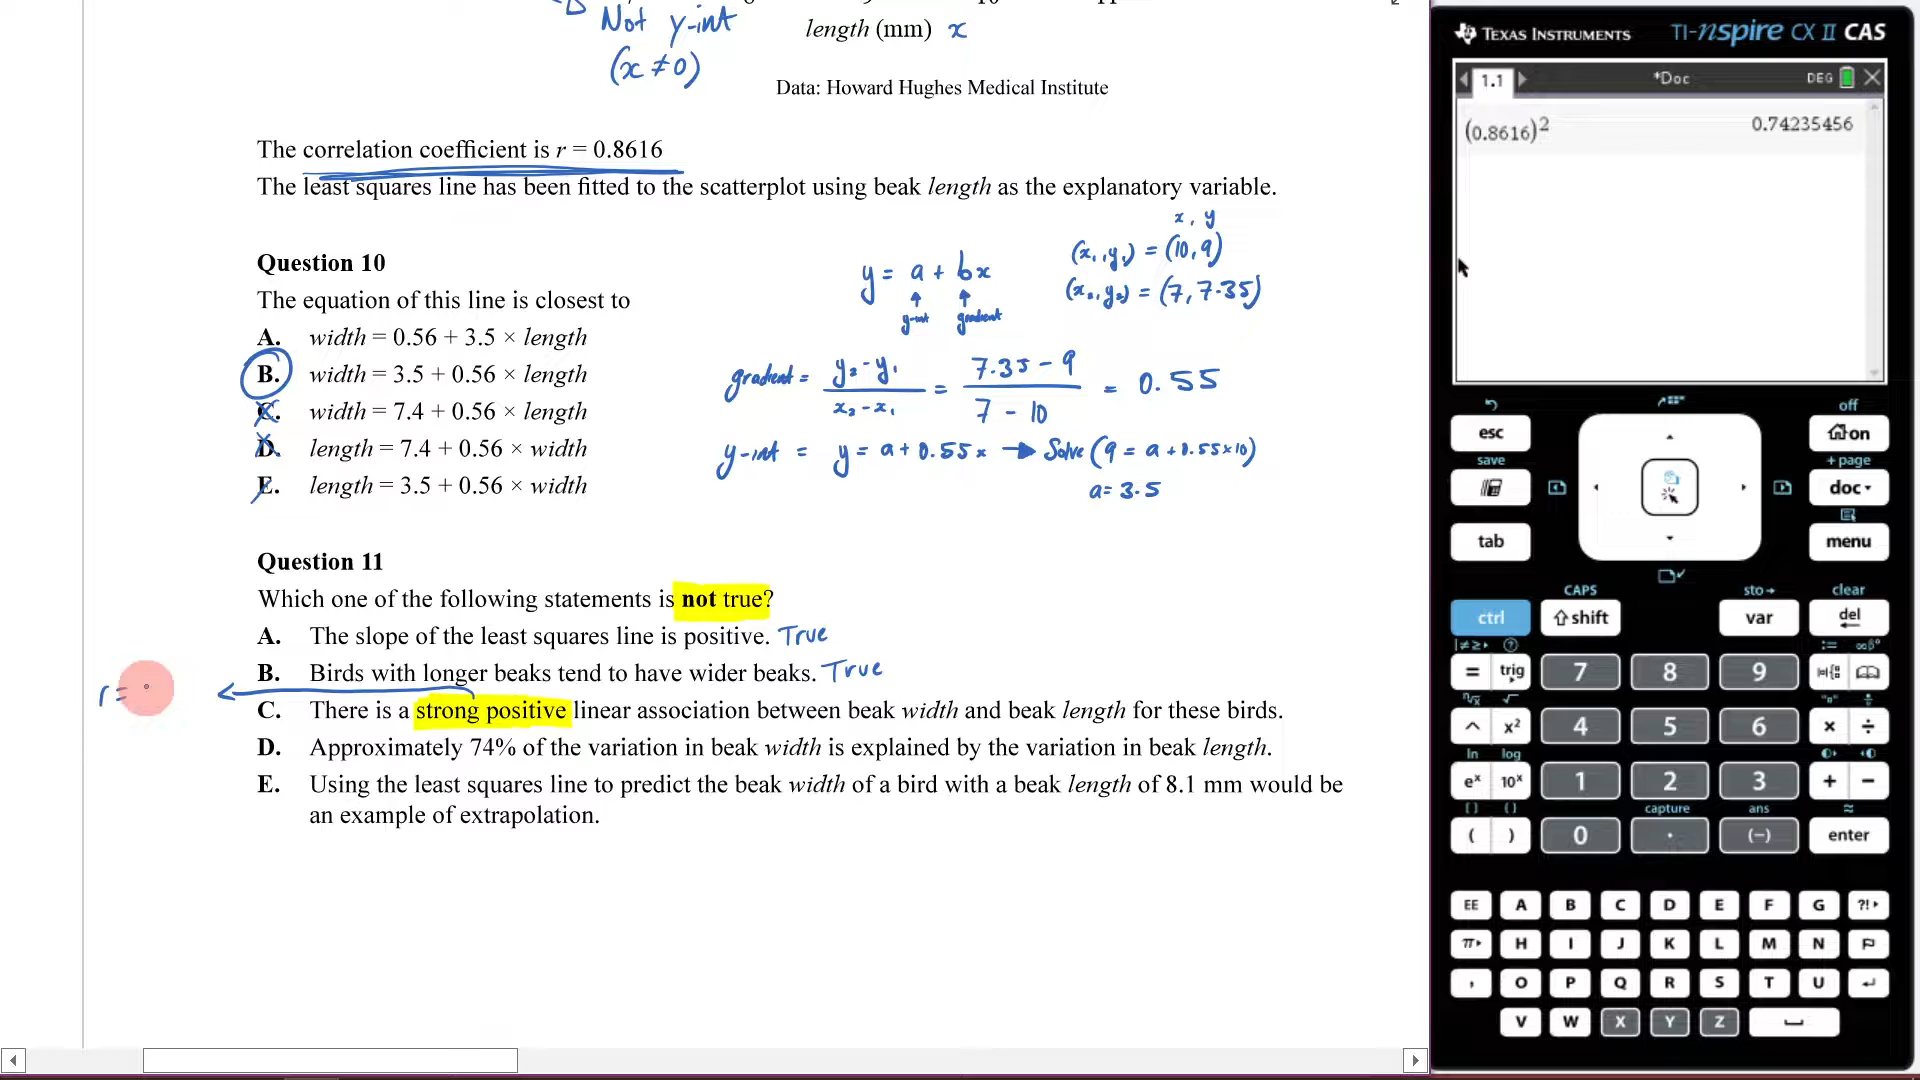 Not y-int
(x ≠ 0)
length (mm) x
Data: Howard Hughes Medical Institute
The correlation coefficient is r = 0.8616
The least squares line has been fitted to the scatterplot using beak length as the explanatory variable.
x, y
(x₁, y₁) = (10, 9)
(x₂, y₂) = (7, 7.35)
Question 10
y = a + bx
y-int gradient
The equation of this line is closest to
A. width = 0.56 + 3.5 × length
B. width = 3.5 + 0.56 × length
C. width = 7.4 + 0.56 × length
D. length = 7.4 + 0.56 × width
E. length = 3.5 + 0.56 × width
gradient = y₂ - y₁ / x₂ - x₁ = 7.35 - 9 / 7 - 10 = 0.55
y-int = y = a + 0.55x → Solve (9 = a + 0.55×10)
a = 3.5
Question 11
Which one of the following statements is not true?
A. The slope of the least squares line is positive. True
B. Birds with longer beaks tend to have wider beaks. True
r =
C. There is a strong positive linear association between beak width and beak length for these birds.
D. Approximately 74% of the variation in beak width is explained by the variation in beak length.
E. Using the least squares line to predict the beak width of a bird with a beak length of 8.1 mm would be
an example of extrapolation.
TEXAS INSTRUMENTS TI-nspire CX II CAS
1.1 *Doc DEG
(0.8616)² 0.74235456
off
esc on
save + page
doc
tab menu
CAPS sto→ clear
ctrl shift var del
= trig 7 8 9
^ x² 4 5 6 × ÷
ln log
eˣ 10ˣ 1 2 3 + −
[ ] { } capture ans ≈
( ) 0 . (−) enter
EE A B C D E F G ?!
π H I J K L M N
, O P Q R S T U
V W X Y Z